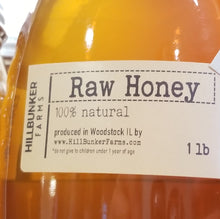 HILLBUNKER
FARMS
Raw Honey
100% natural
produced in Woodstock IL by
www.HillBunkerFarms.com
*do not give to children under 1 year of age
1 lb